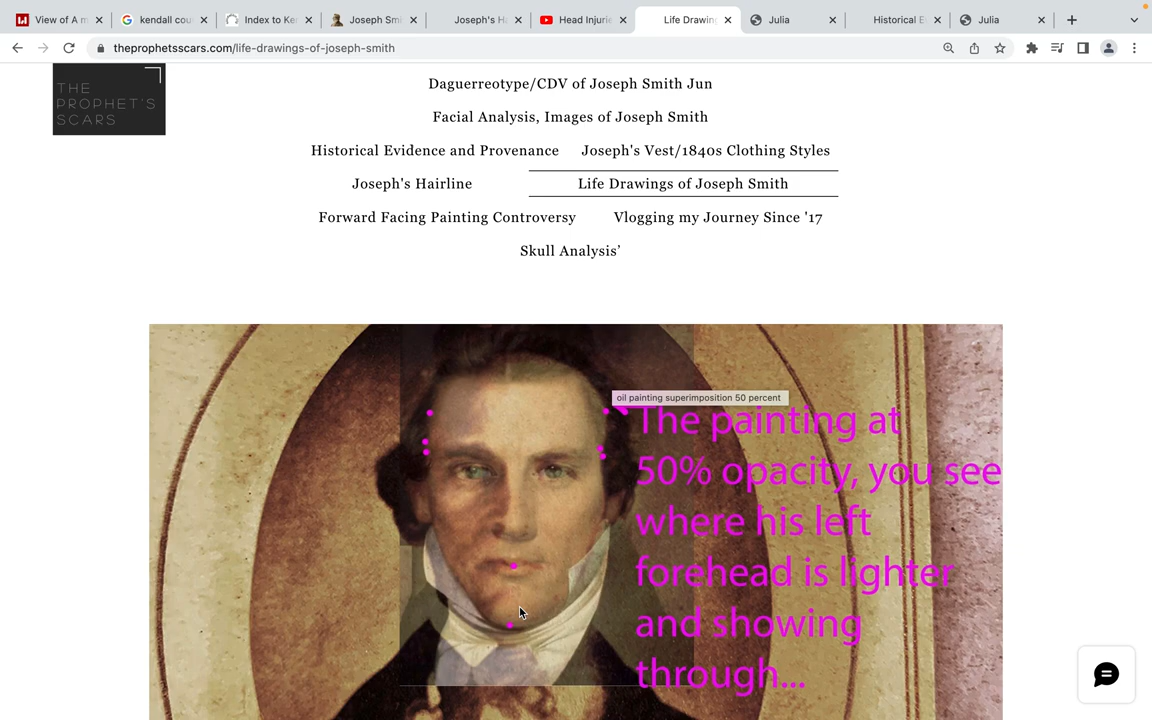 View of A m
kendall cou
Index to Ke
Joseph Smi
Joseph's H
Head Injurie
Life Drawin
Julia
Historical E
Julia
theprophetsscars.com/life-drawings-of-joseph-smith
THE
PROPHET'S
SCARS
Daguerreotype/CDV of Joseph Smith Jun
Facial Analysis, Images of Joseph Smith
Historical Evidence and Provenance
Joseph's Vest/1840s Clothing Styles
Joseph's Hairline
Life Drawings of Joseph Smith
Forward Facing Painting Controversy
Vlogging my Journey Since '17
Skull Analysis’
oil painting superimposition 50 percent
The painting at
50% opacity, you see
where his left
forehead is lighter
and showing
through...